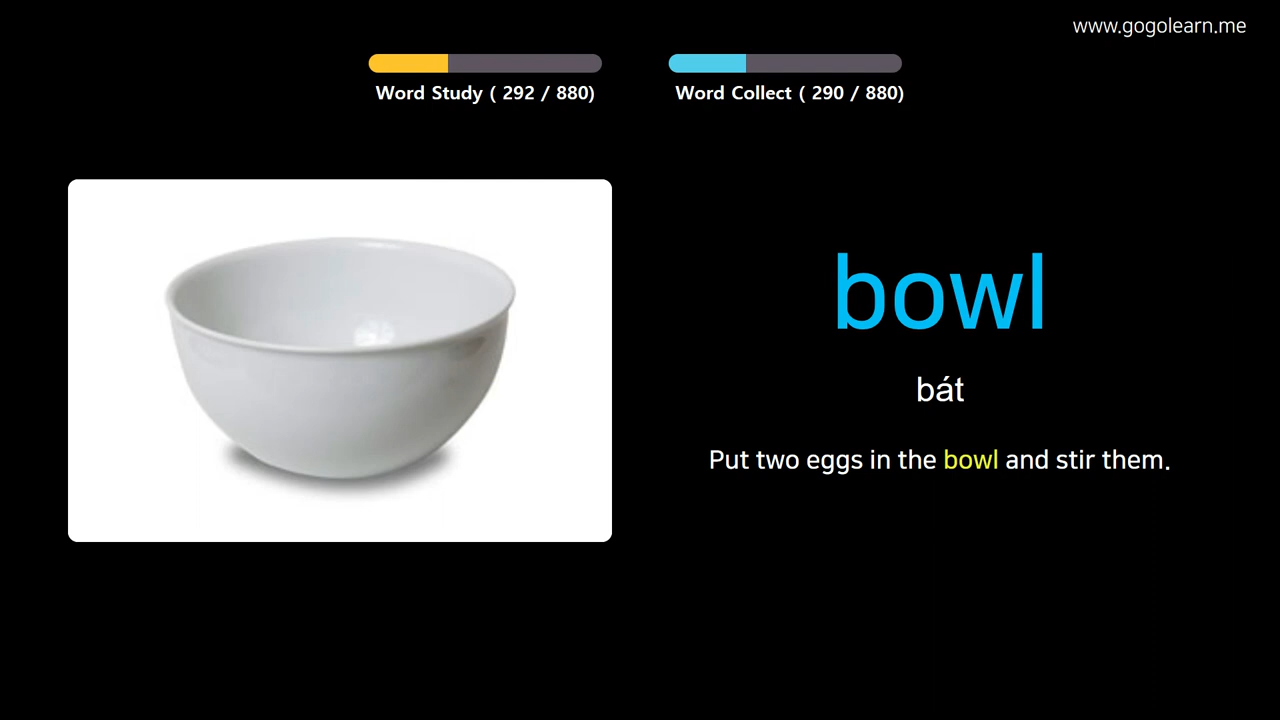 www.gogolearn.me
Word Study ( 292 / 880)
Word Collect ( 290 / 880)
bowl
bát
Put two eggs in the bowl and stir them.